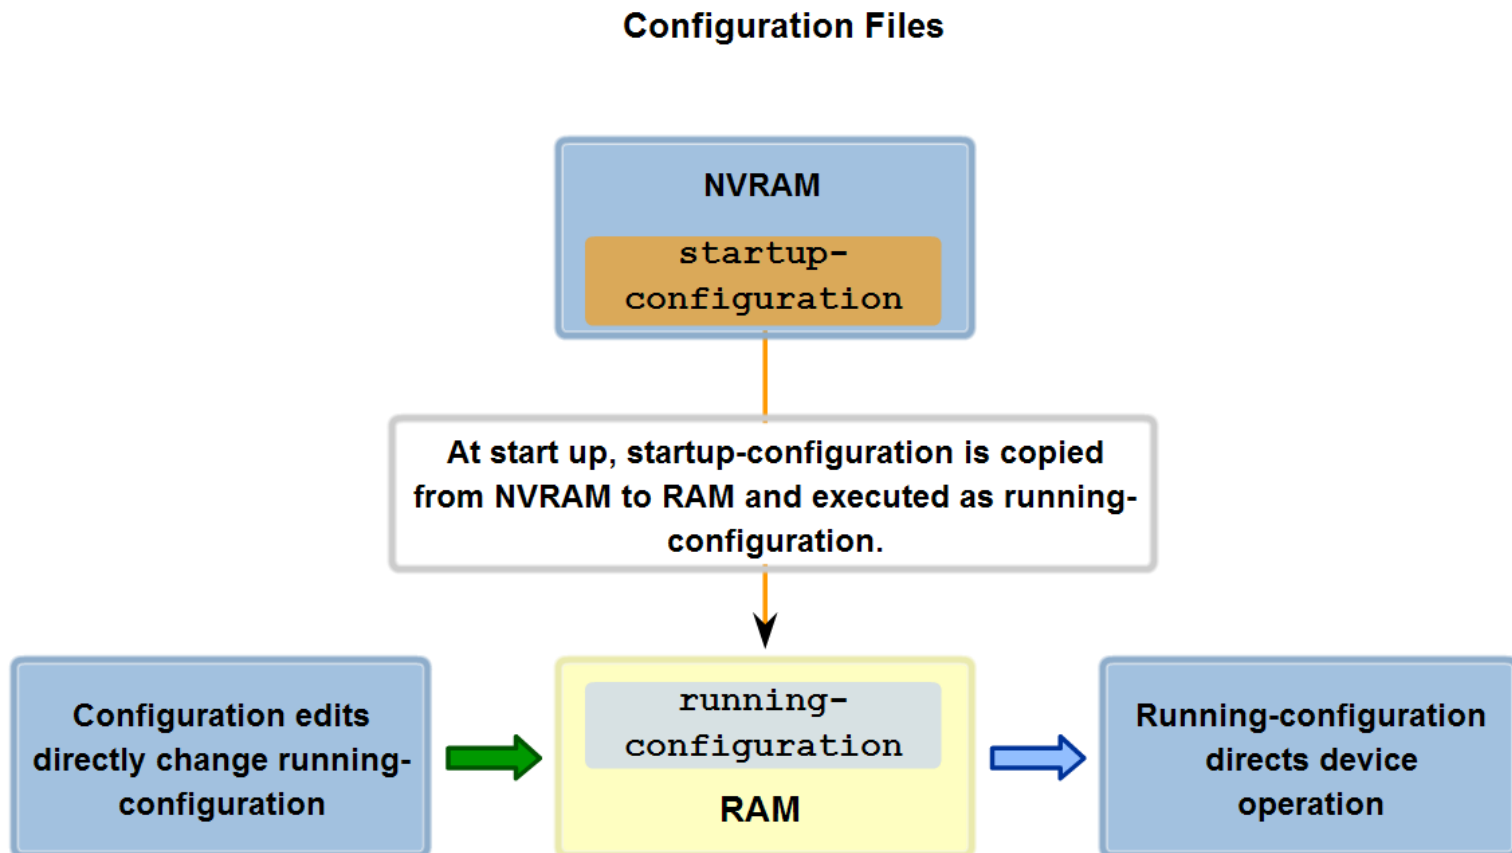 Configuration Files
NVRAM
startup-
configuration
At start up, startup-configuration is copied
from NVRAM to RAM and executed as running-
configuration.
Configuration edits
directly change running-
configuration
running-
configuration
RAM
Running-configuration
directs device
operation